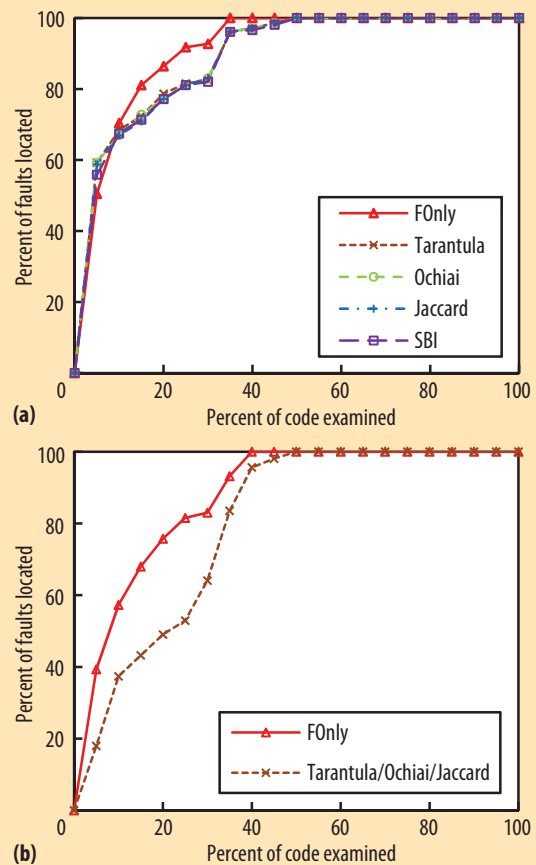 100
80
60
40
20
Percent of faults located
FOnly
Tarantula
Ochiai
Jaccard
SBI
0 20 40 60 80 100
(a)
Percent of code examined
100
80
60
40
20
Percent of faults located
FOnly
Tarantula/Ochiai/Jaccard
0 20 40 60 80 100
(b)
Percent of code examined